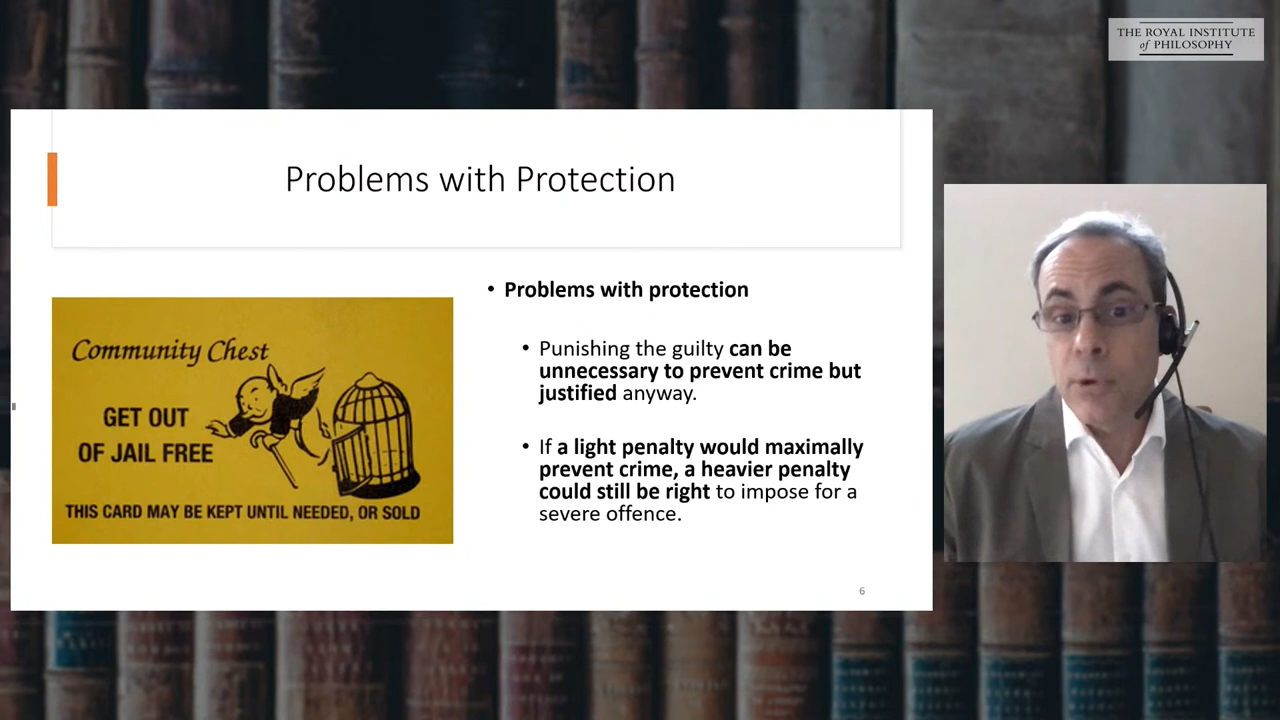 THE ROYAL INSTITUTE
of PHILOSOPHY
Problems with Protection
• Problems with protection
• Punishing the guilty can be
unnecessary to prevent crime but
justified anyway.
• If a light penalty would maximally
prevent crime, a heavier penalty
could still be right to impose for a
severe offence.
Community Chest
GET OUT
OF JAIL FREE
THIS CARD MAY BE KEPT UNTIL NEEDED, OR SOLD
6